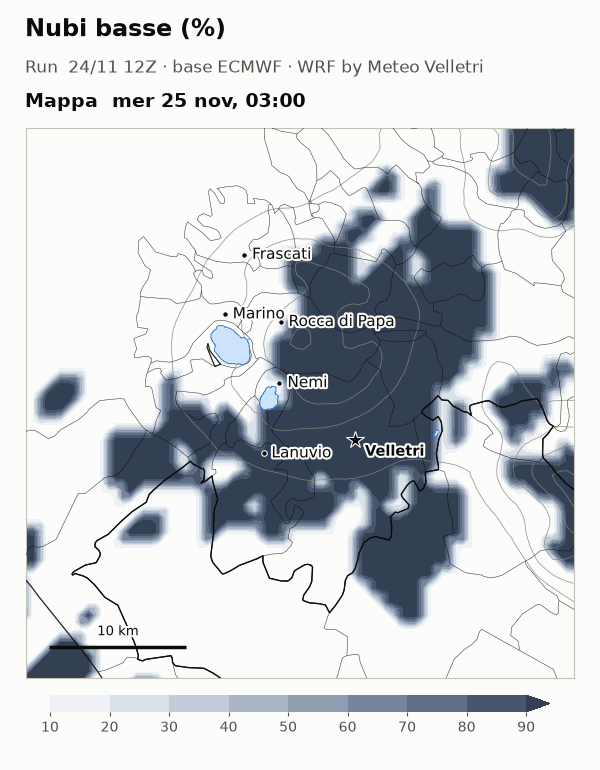 Nubi basse (%)
Run  24/11 12Z · base ECMWF · WRF by Meteo Velletri
Mappa  mer 25 nov, 03:00
Frascati
Marino
Rocca di Papa
Nemi
Velletri
Lanuvio
10 km
10 20 30 40 50 60 70 80 90